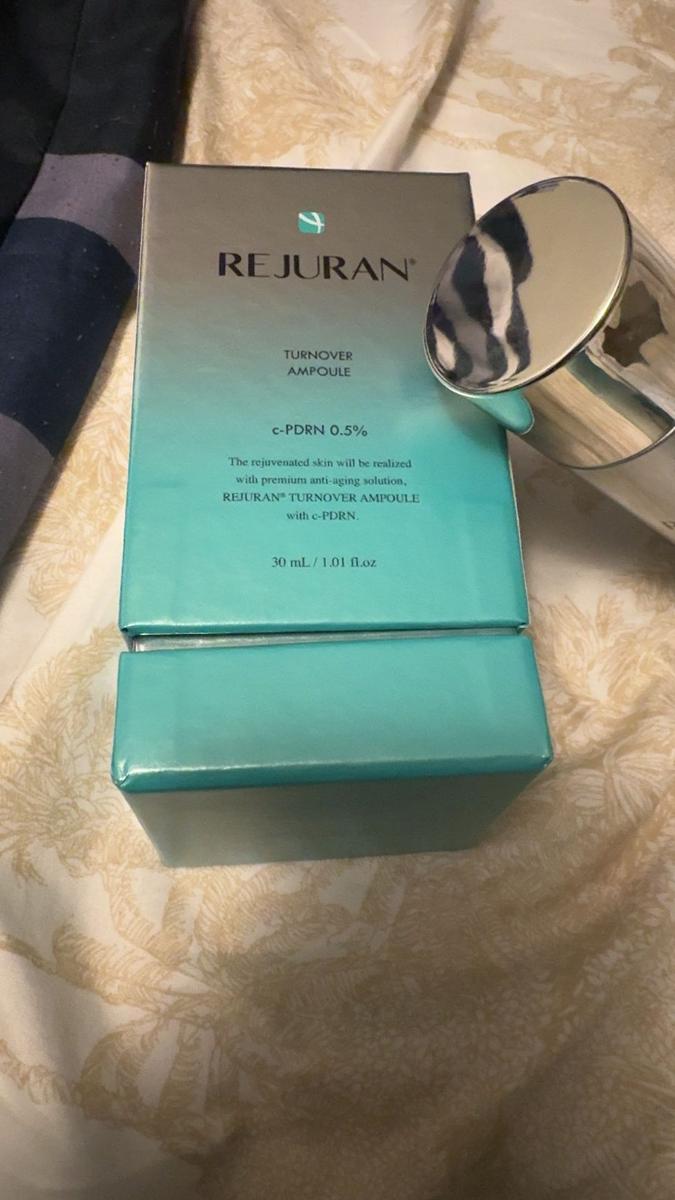 REJURAN®
TURNOVER
AMPOULE
c-PDRN 0.5%
The rejuvenated skin will be realized
with premium anti-aging solution,
REJURAN® TURNOVER AMPOULE
with c-PDRN.
30 mL / 1.01 fl.oz